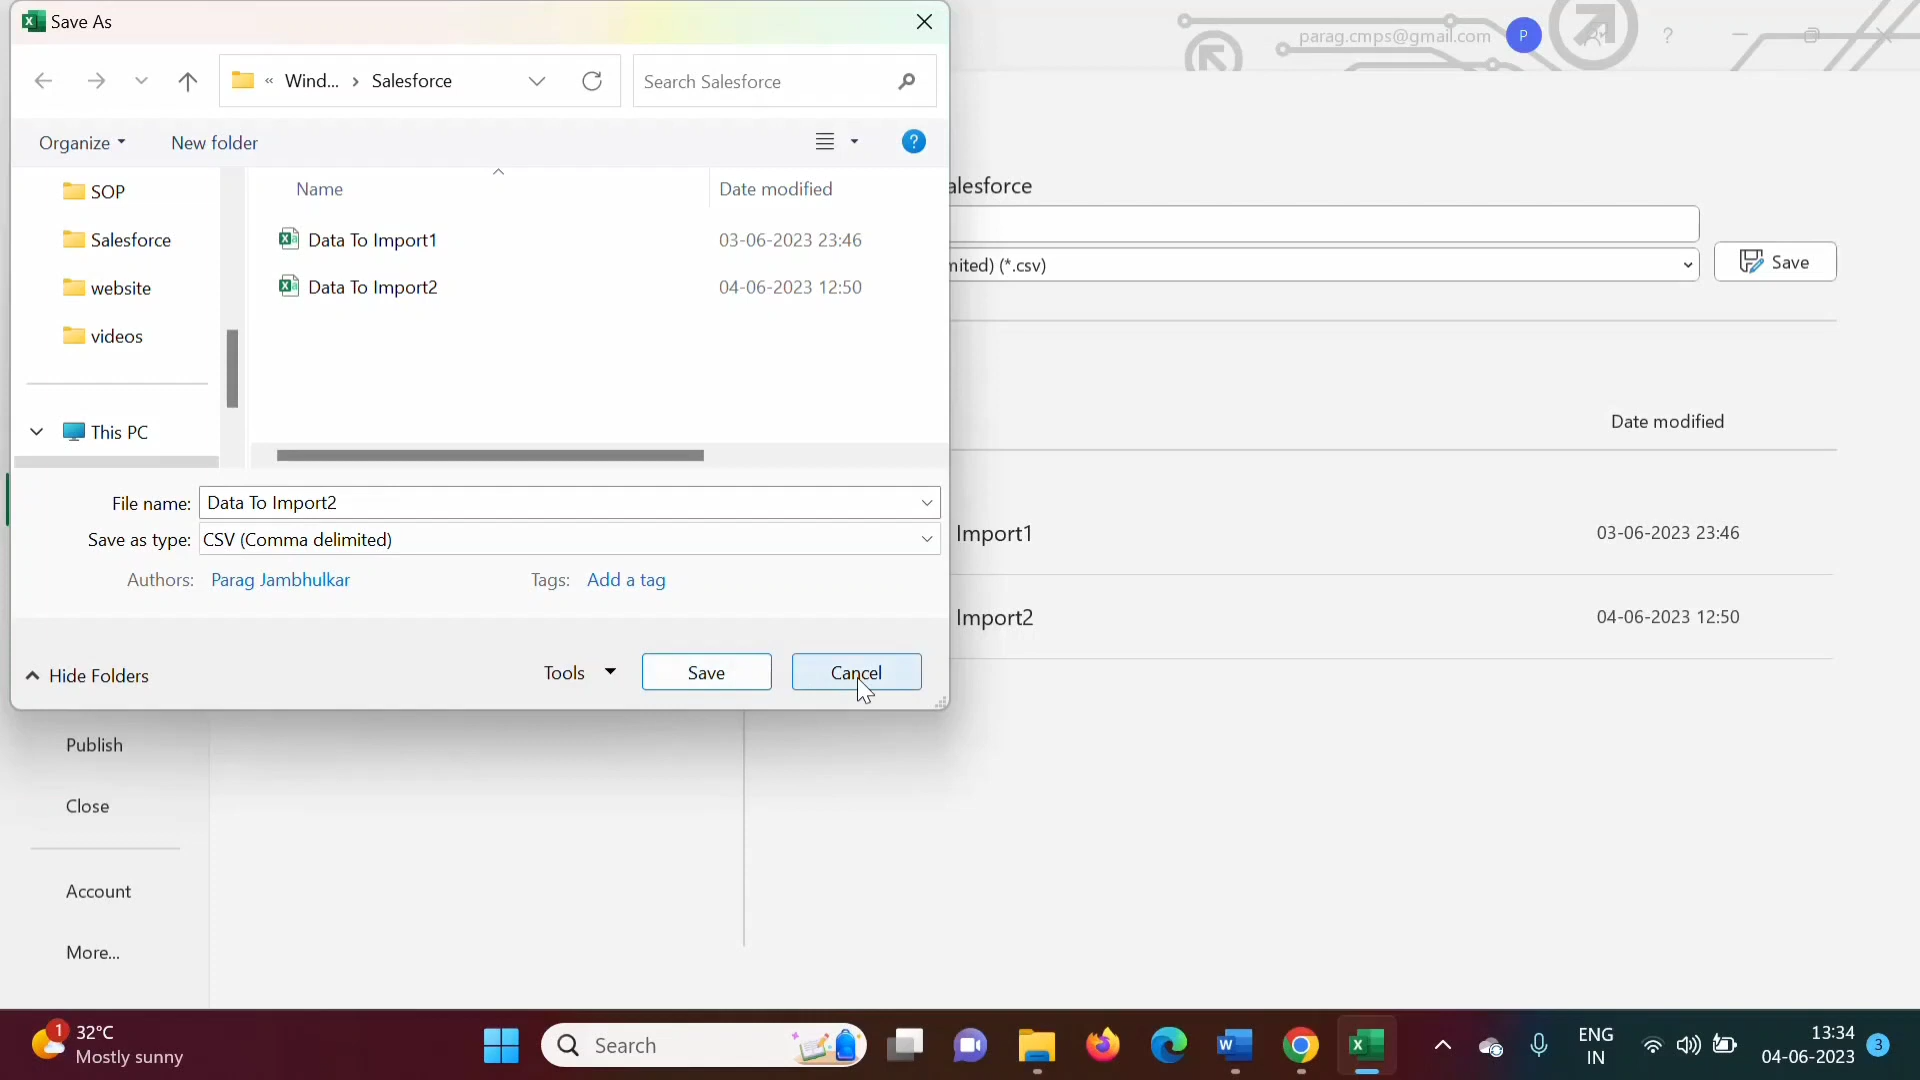 Save As
parag.cmps@gmail.com P ?
« Wind... › Salesforce
Search Salesforce
Organize
New folder
?
Name
Date modified
SOP
Salesforce
website
videos
This PC
Data To Import1 03-06-2023 23:46
Data To Import2 04-06-2023 12:50
File name: Data To Import2
Save as type: CSV (Comma delimited)
Authors: Parag Jambhulkar
Tags: Add a tag
Hide Folders
Tools
Save
Cancel
alesforce
mited) (*.csv)
Save
Date modified
Import1 03-06-2023 23:46
Import2 04-06-2023 12:50
Publish
Close
Account
More...
1
32°C
Mostly sunny
Search
ENG
IN
13:34
04-06-2023
3